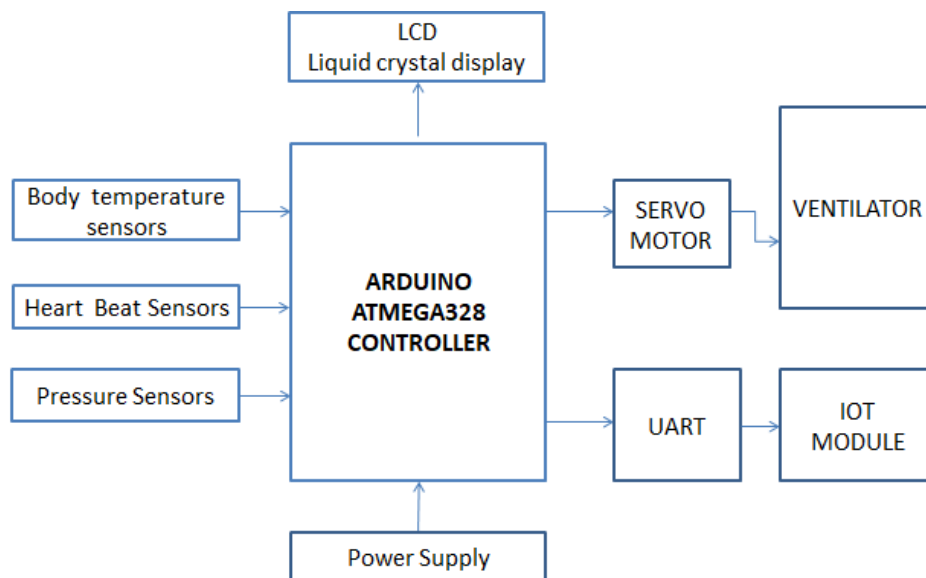 LCD
Liquid crystal display
Body temperature
sensors
Heart Beat Sensors
Pressure Sensors
ARDUINO
ATMEGA328
CONTROLLER
SERVO
MOTOR
VENTILATOR
UART
IOT
MODULE
Power Supply